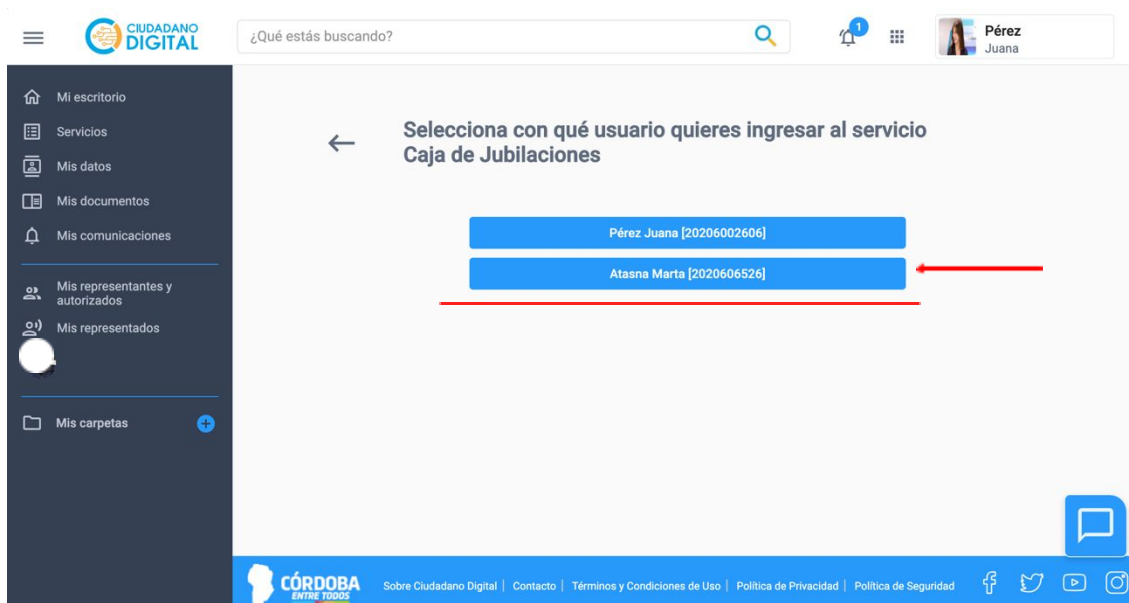 CIUDADANO
DIGITAL
¿Qué estás buscando?
1
Pérez
Juana
Mi escritorio
Servicios
Mis datos
Mis documentos
Mis comunicaciones
Mis representantes y
autorizados
Mis representados
Mis carpetas
Selecciona con qué usuario quieres ingresar al servicio
Caja de Jubilaciones
Pérez Juana [20206002606]
Atasna Marta [2020606526]
CÓRDOBA
ENTRE TODOS
Sobre Ciudadano Digital | Contacto | Términos y Condiciones de Uso | Política de Privacidad | Política de Seguridad